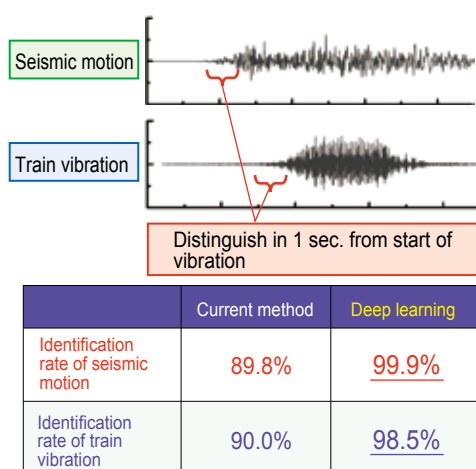 Seismic motion
Train vibration
Distinguish in 1 sec. from start of
vibration
Current method Deep learning
Identification
rate of seismic
motion
89.8% 99.9%
Identification
rate of train
vibration
90.0% 98.5%